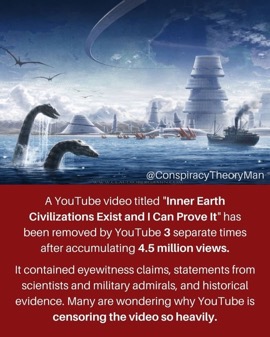 @ConspiracyTheoryMan
A YouTube video titled "Inner Earth
Civilizations Exist and I Can Prove It" has
been removed by YouTube 3 separate times
after accumulating 4.5 million views.
It contained eyewitness claims, statements from
scientists and military admirals, and historical
evidence. Many are wondering why YouTube is
censoring the video so heavily.